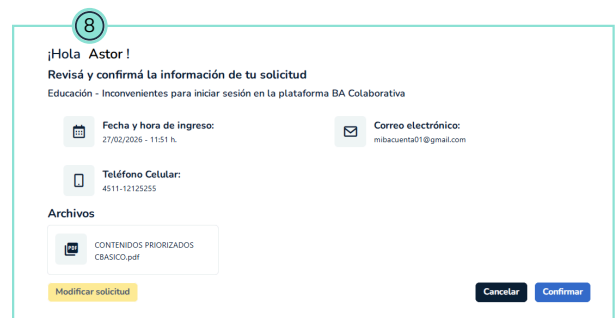 8
¡Hola Astor !
Revisá y confirmá la información de tu solicitud
Educación - Inconvenientes para iniciar sesión en la plataforma BA Colaborativa
Fecha y hora de ingreso:
27/02/2026 - 11:51 h.
Correo electrónico:
mibacuenta01@gmail.com
Teléfono Celular:
4511-12125255
Archivos
PDF
CONTENIDOS PRIORIZADOS
CBASICO.pdf
Modificar solicitud
Cancelar
Confirmar